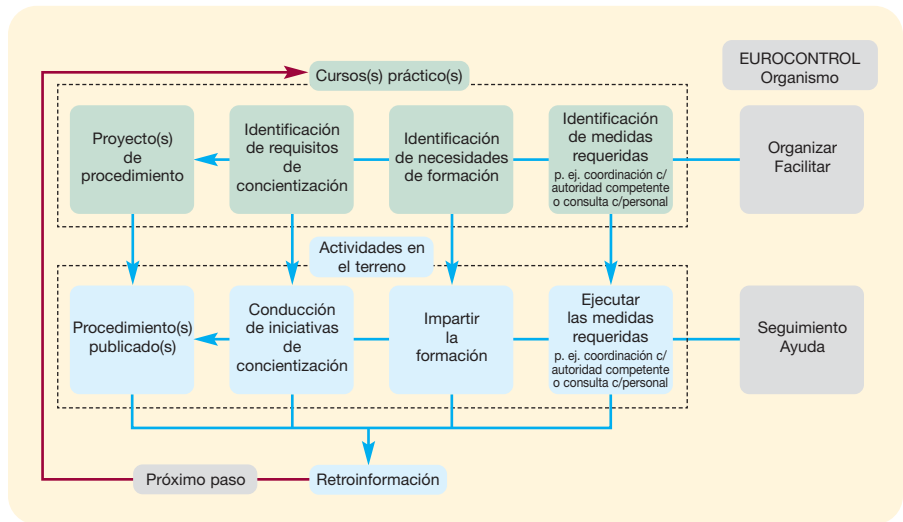 Cursos(s) práctico(s)
EUROCONTROL
Organismo
Proyecto(s)
de
procedimiento
Identificación
de requisitos
de
concientización
Identificación
de necesidades
de formación
Identificación
de medidas
requeridas
p. ej. coordinación c/
autoridad competente
o consulta c/personal
Organizar
Facilitar
Actividades en
el terreno
Procedimiento(s)
publicado(s)
Conducción
de iniciativas
de
concientización
Impartir
la
formación
Ejecutar
las medidas
requeridas
p. ej. coordinación c/
autoridad competente
o consulta c/personal
Seguimiento
Ayuda
Próximo paso
Retroinformación